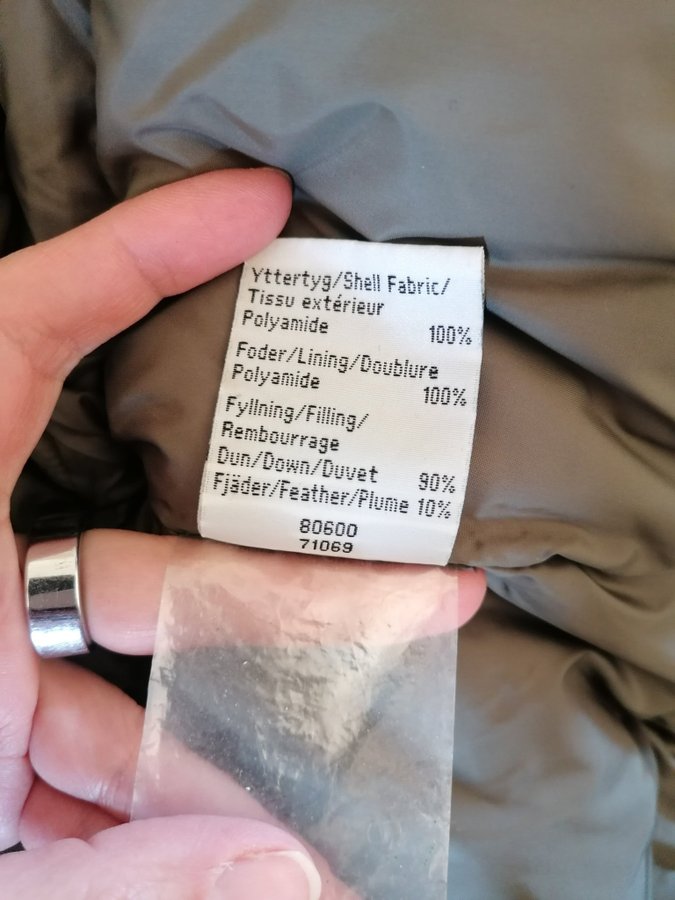 Yttertyg/Shell Fabric/
Tissu extérieur
Polyamide 100%
Foder/Lining/Doublure
Polyamide 100%
Fyllning/Filling/
Rembourrage
Dun/Down/Duvet 90%
Fjäder/Feather/Plume 10%
80600
71069